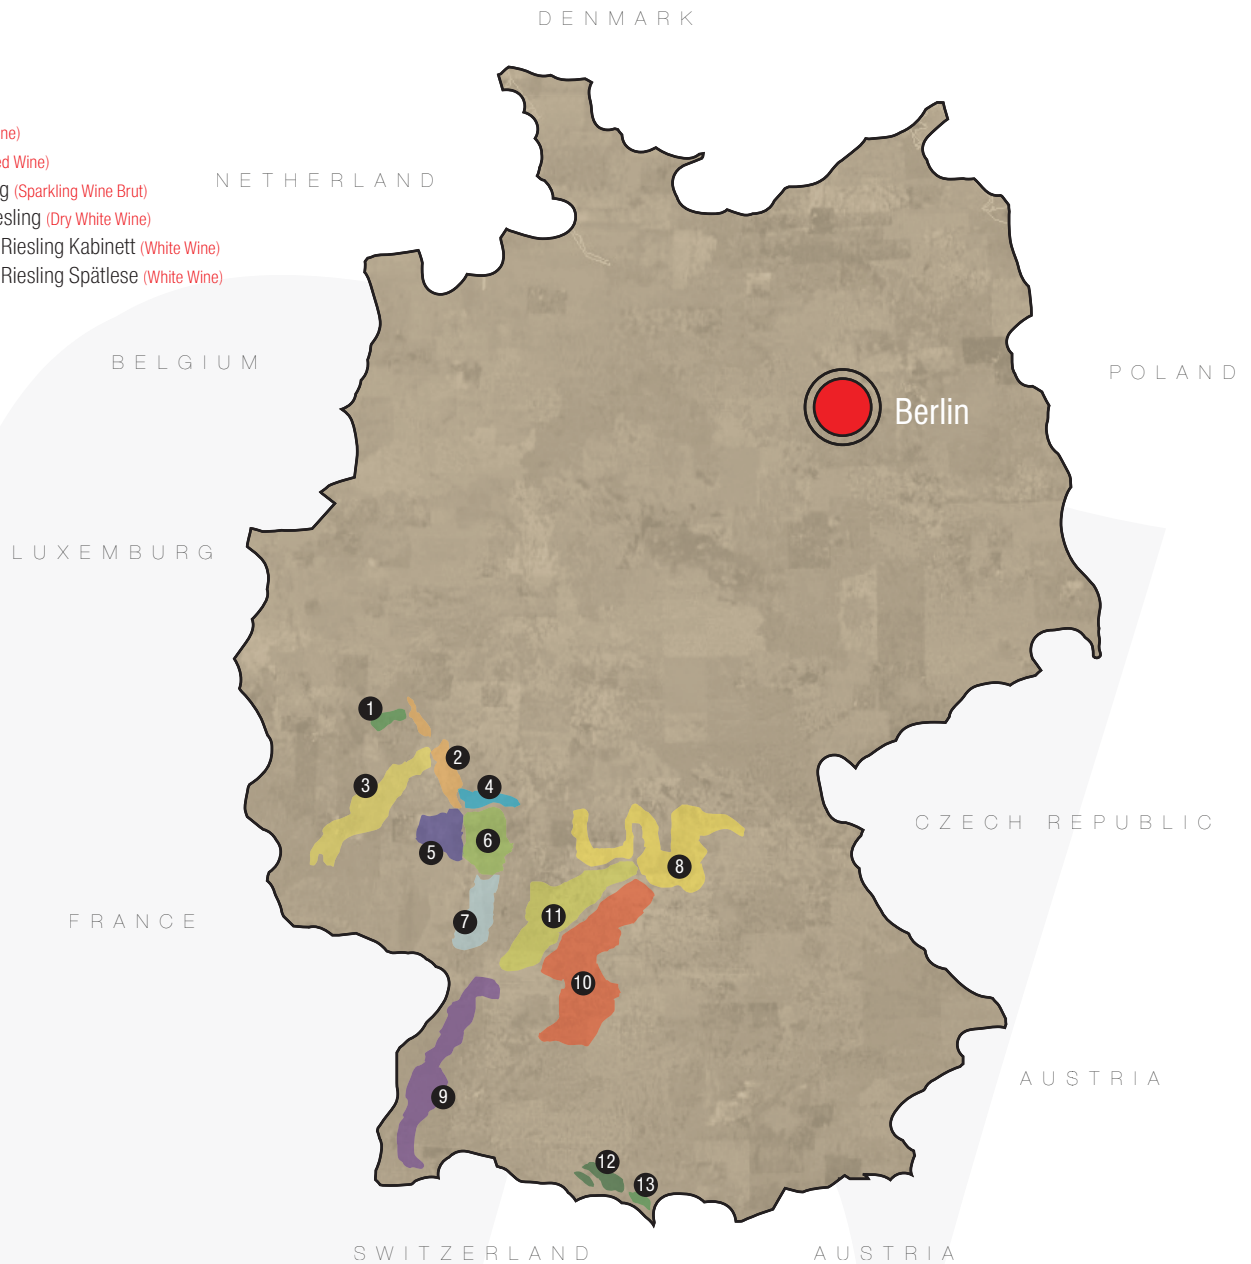 DENMARK
ine)
ed Wine)
NETHERLAND
g (Sparkling Wine Brut)
esling (Dry White Wine)
Riesling Kabinett (White Wine)
Riesling Spätlese (White Wine)
BELGIUM
POLAND
Berlin
LUXEMBURG
1
2
3
4
5
6
CZECH REPUBLIC
8
7
11
FRANCE
10
9
AUSTRIA
12
13
SWITZERLAND
AUSTRIA